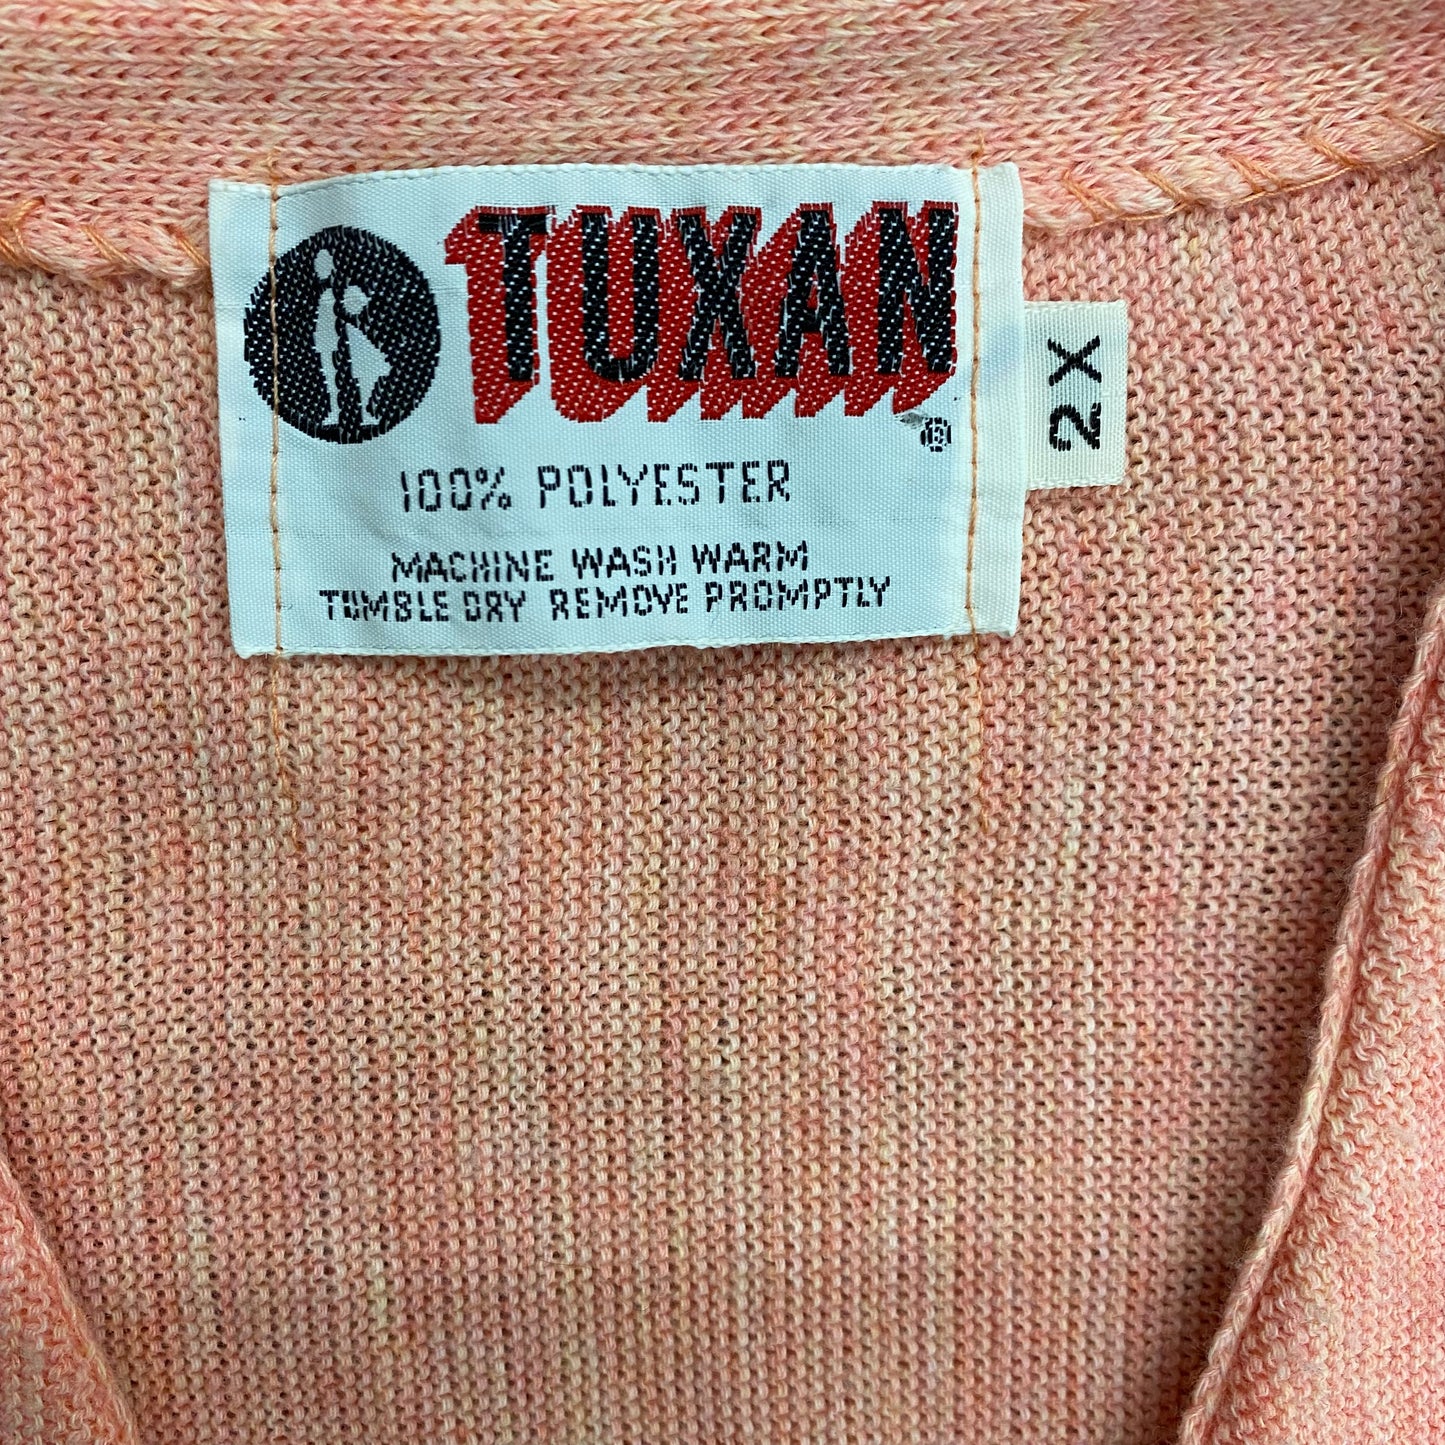 TUXAN
®
2X
100% POLYESTER
MACHINE WASH WARM
TUMBLE DRY REMOVE PROMPTLY